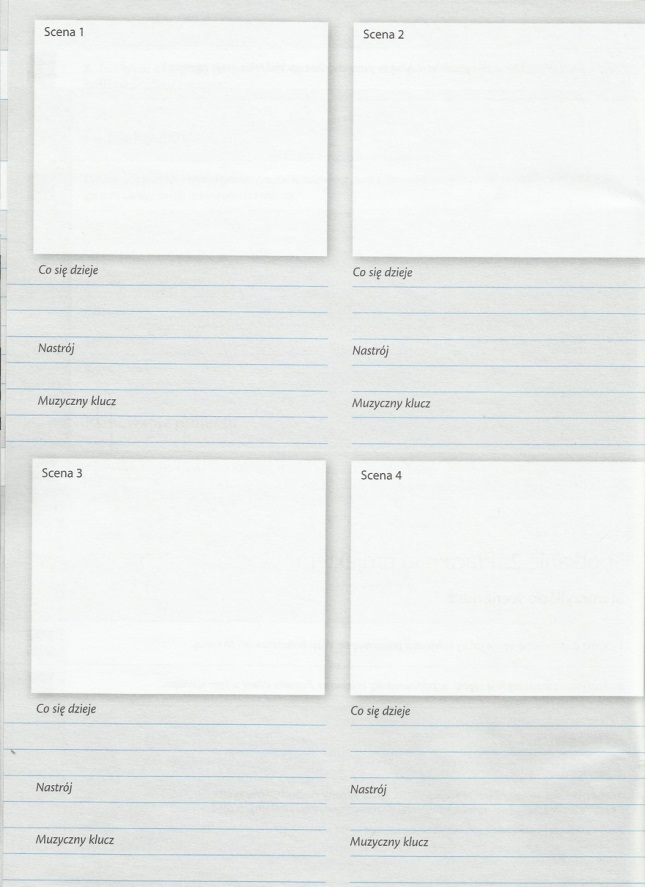 Scena 1
Scena 2
Co się dzieje
Co się dzieje
Nastrój
Nastrój
Muzyczny klucz
Muzyczny klucz
Scena 3
Scena 4
Co się dzieje
Co się dzieje
Nastrój
Nastrój
Muzyczny klucz
Muzyczny klucz